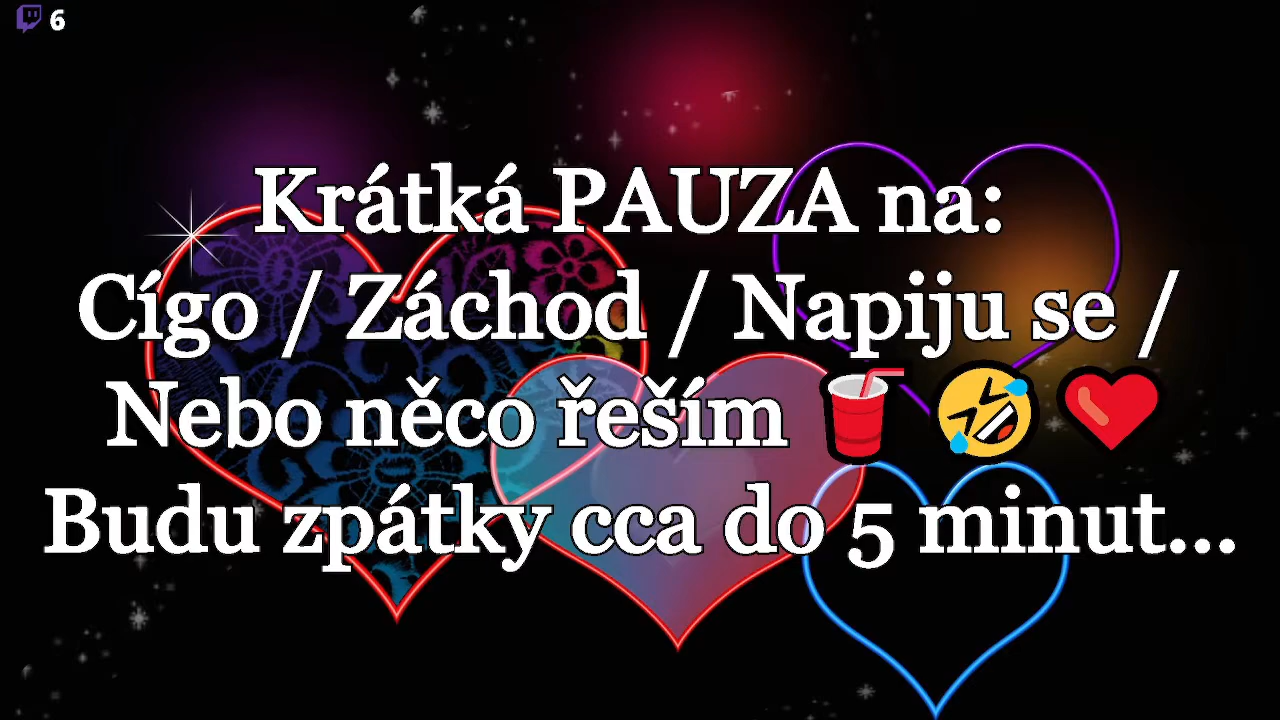 6
Krátká PAUZA na:
Cígo / Záchod / Napiju se /
Nebo něco řeším 🥤 🤣 ❤️
Budu zpátky cca do 5 minut...